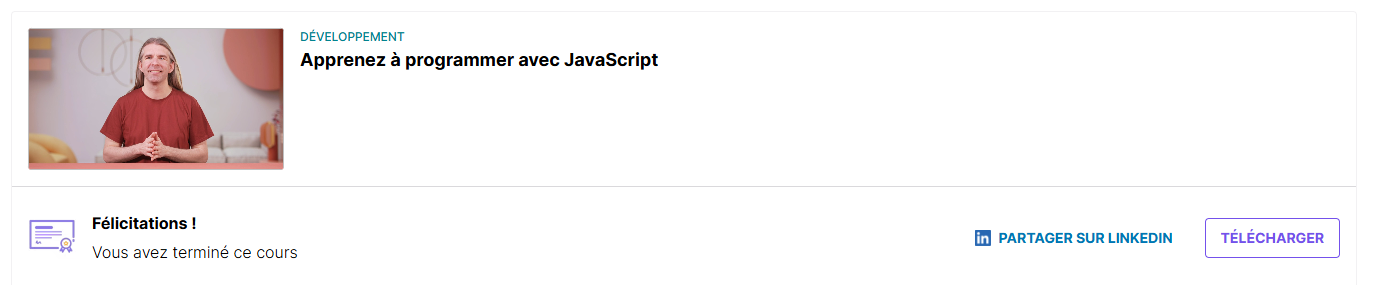 DÉVELOPPEMENT
Apprenez à programmer avec JavaScript
Félicitations !
Vous avez terminé ce cours
in PARTAGER SUR LINKEDIN
TÉLÉCHARGER